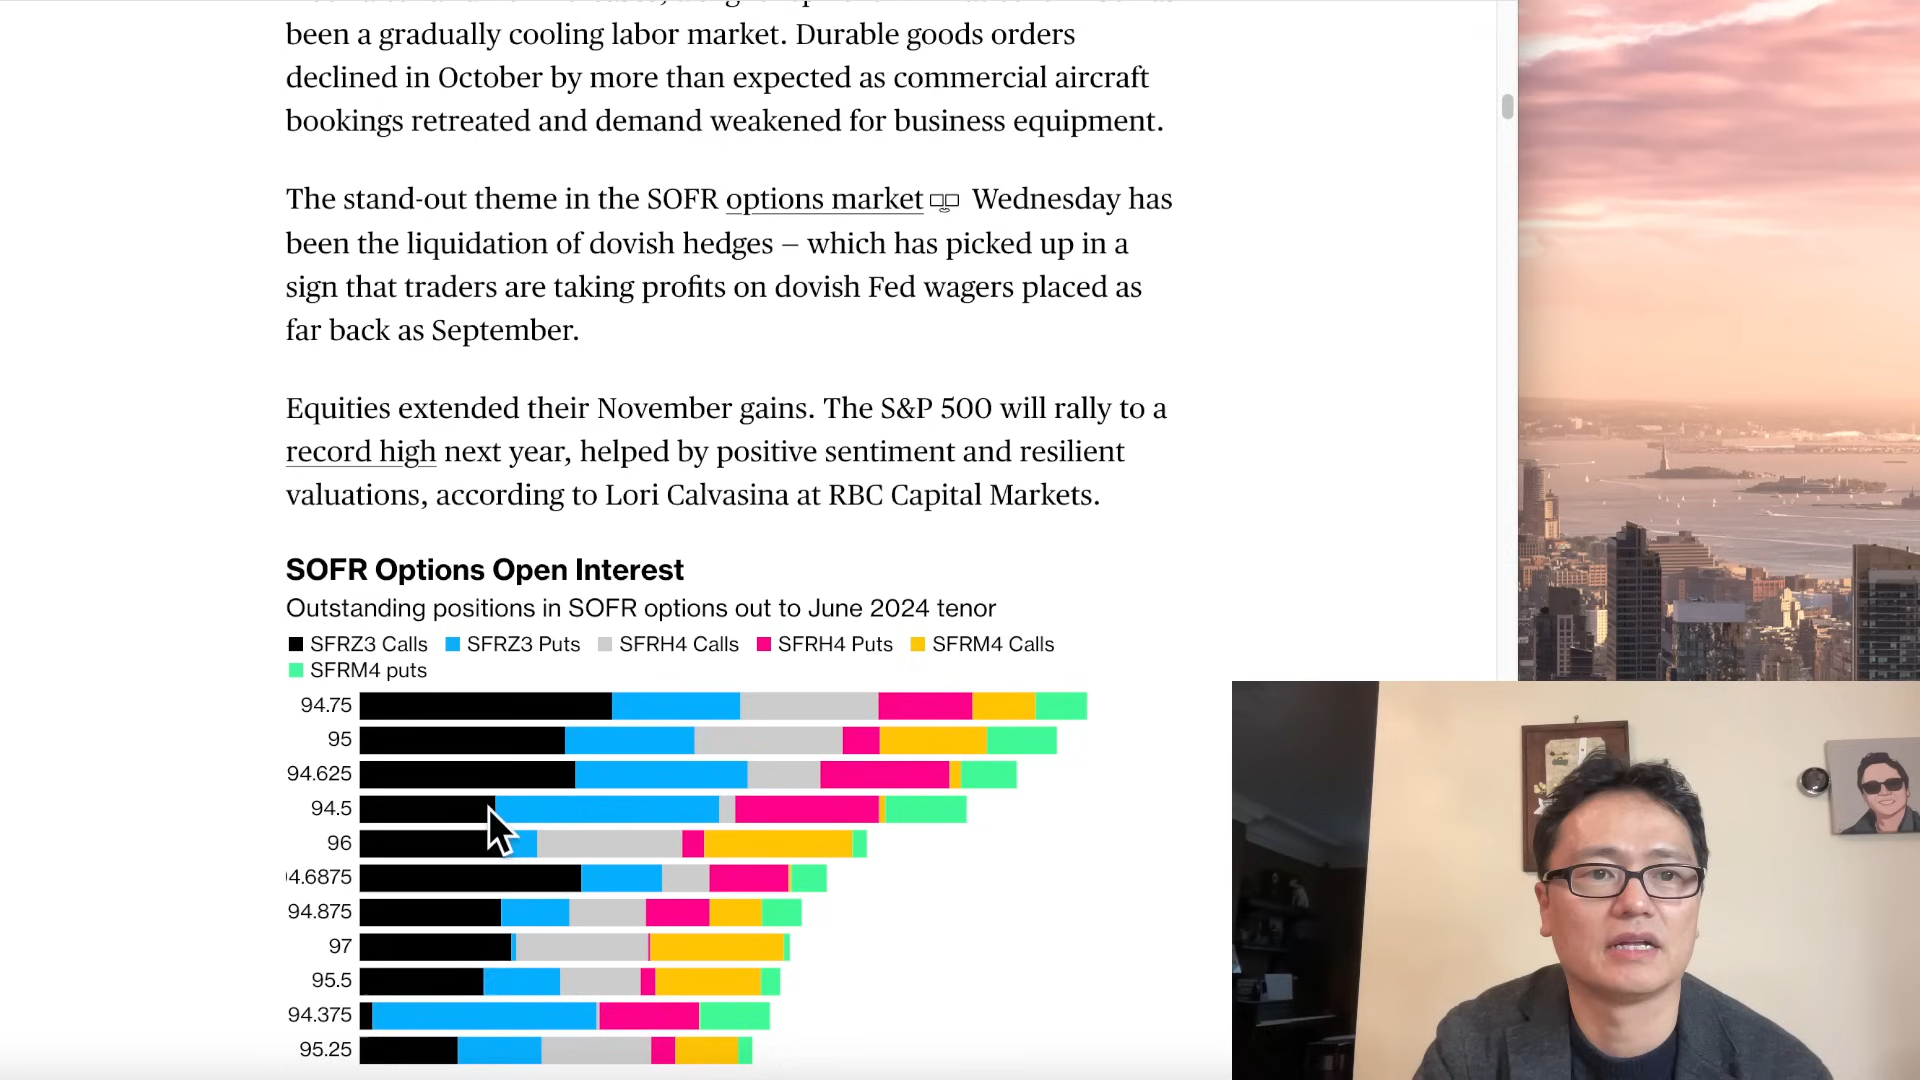 been a gradually cooling labor market. Durable goods orders
declined in October by more than expected as commercial aircraft
bookings retreated and demand weakened for business equipment.
The stand-out theme in the SOFR options market Wednesday has
been the liquidation of dovish hedges – which has picked up in a
sign that traders are taking profits on dovish Fed wagers placed as
far back as September.
Equities extended their November gains. The S&P 500 will rally to a
record high next year, helped by positive sentiment and resilient
valuations, according to Lori Calvasina at RBC Capital Markets.
SOFR Options Open Interest
Outstanding positions in SOFR options out to June 2024 tenor
SFRZ3 Calls SFRZ3 Puts SFRH4 Calls SFRH4 Puts SFRM4 Calls
SFRM4 puts
94.75
95
94.625
94.5
96
4.6875
94.875
97
95.5
94.375
95.25